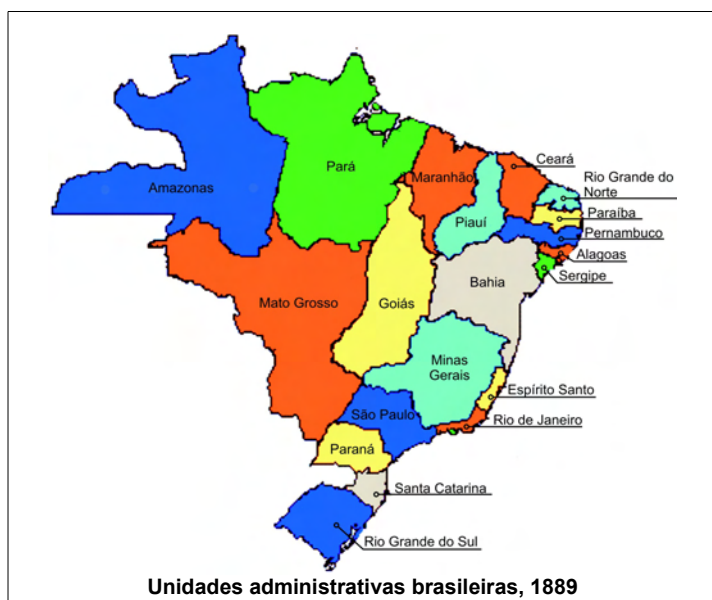 Ceará
Pará
Maranhão
Rio Grande do
Norte
Amazonas
Paraíba
Piauí
Pernambuco
Alagoas
Sergipe
Bahia
Mato Grosso
Goiás
Minas
Gerais
Espírito Santo
São Paulo
Rio de Janeiro
Paraná
Santa Catarina
Rio Grande do Sul
Unidades administrativas brasileiras, 1889